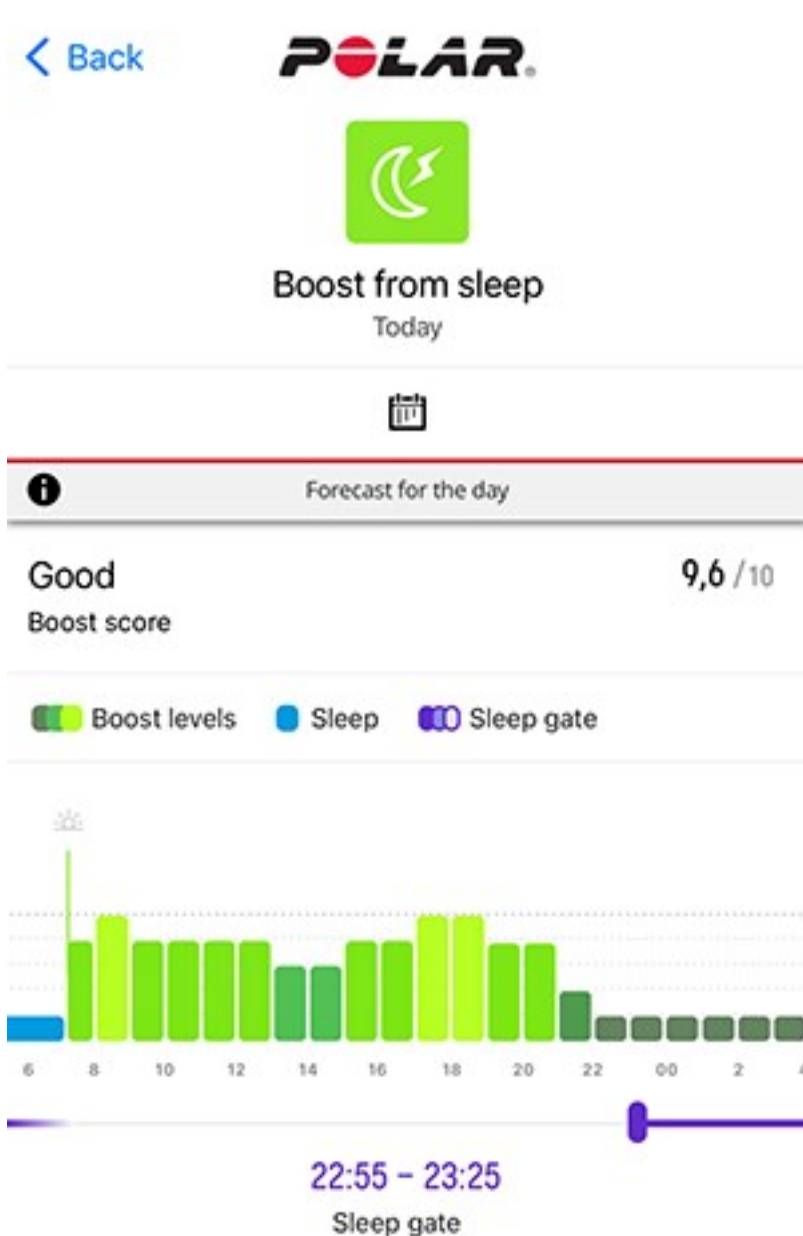 Back
POLAR
Boost from sleep
Today
Forecast for the day
Good
9,6 /10
Boost score
Boost levels Sleep Sleep gate
6 8 10 12 14 16 18 20 22 00 2 4
22:55 – 23:25
Sleep gate